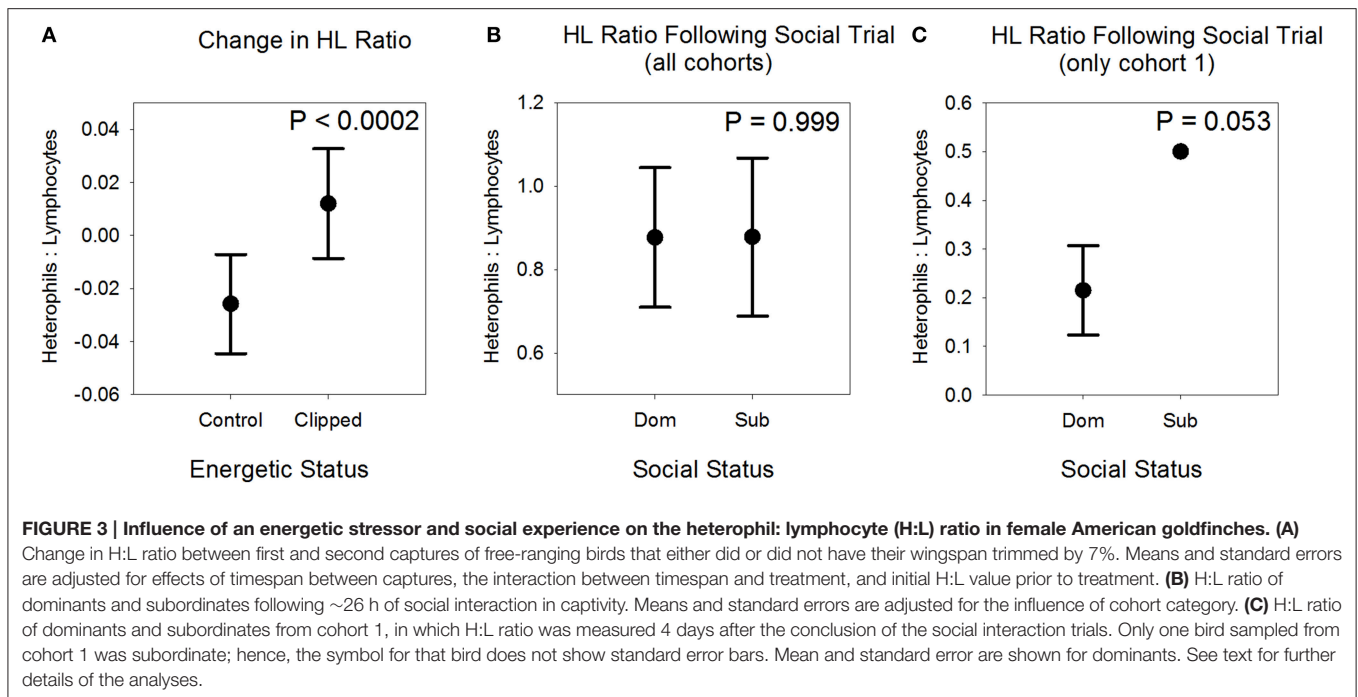 A
Change in HL Ratio
P < 0.0002
Heterophils : Lymphocytes
0.04
0.02
0.00
-0.02
-0.04
-0.06
Control
Clipped
Energetic Status
B
HL Ratio Following Social Trial
(all cohorts)
P = 0.999
Heterophils : Lymphocytes
1.2
1.0
0.8
0.6
Dom
Sub
Social Status
C
HL Ratio Following Social Trial
(only cohort 1)
P = 0.053
Heterophils : Lymphocytes
0.6
0.5
0.4
0.3
0.2
0.1
0.0
Dom
Sub
Social Status
FIGURE 3 | Influence of an energetic stressor and social experience on the heterophil: lymphocyte (H:L) ratio in female American goldfinches. (A)
Change in H:L ratio between first and second captures of free-ranging birds that either did or did not have their wingspan trimmed by 7%. Means and standard errors
are adjusted for effects of timespan between captures, the interaction between timespan and treatment, and initial H:L value prior to treatment. (B) H:L ratio of
dominants and subordinates following ~26 h of social interaction in captivity. Means and standard errors are adjusted for the influence of cohort category. (C) H:L ratio
of dominants and subordinates from cohort 1, in which H:L ratio was measured 4 days after the conclusion of the social interaction trials. Only one bird sampled from
cohort 1 was subordinate; hence, the symbol for that bird does not show standard error bars. Mean and standard error are shown for dominants. See text for further
details of the analyses.